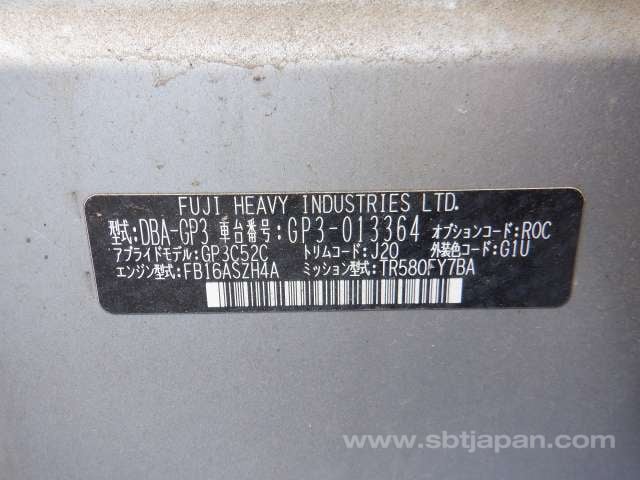 FUJI HEAVY INDUSTRIES LTD.
型式:DBA-GP3 車台番号:GP3-013364 オプションコード:ROC
アプライドモデル:GP3C52C トリムコード:J20 外装色コード:G1U
エンジン型式:FB16ASZH4A ミッション型式:TR580FY7BA
www.sbtjapan.com